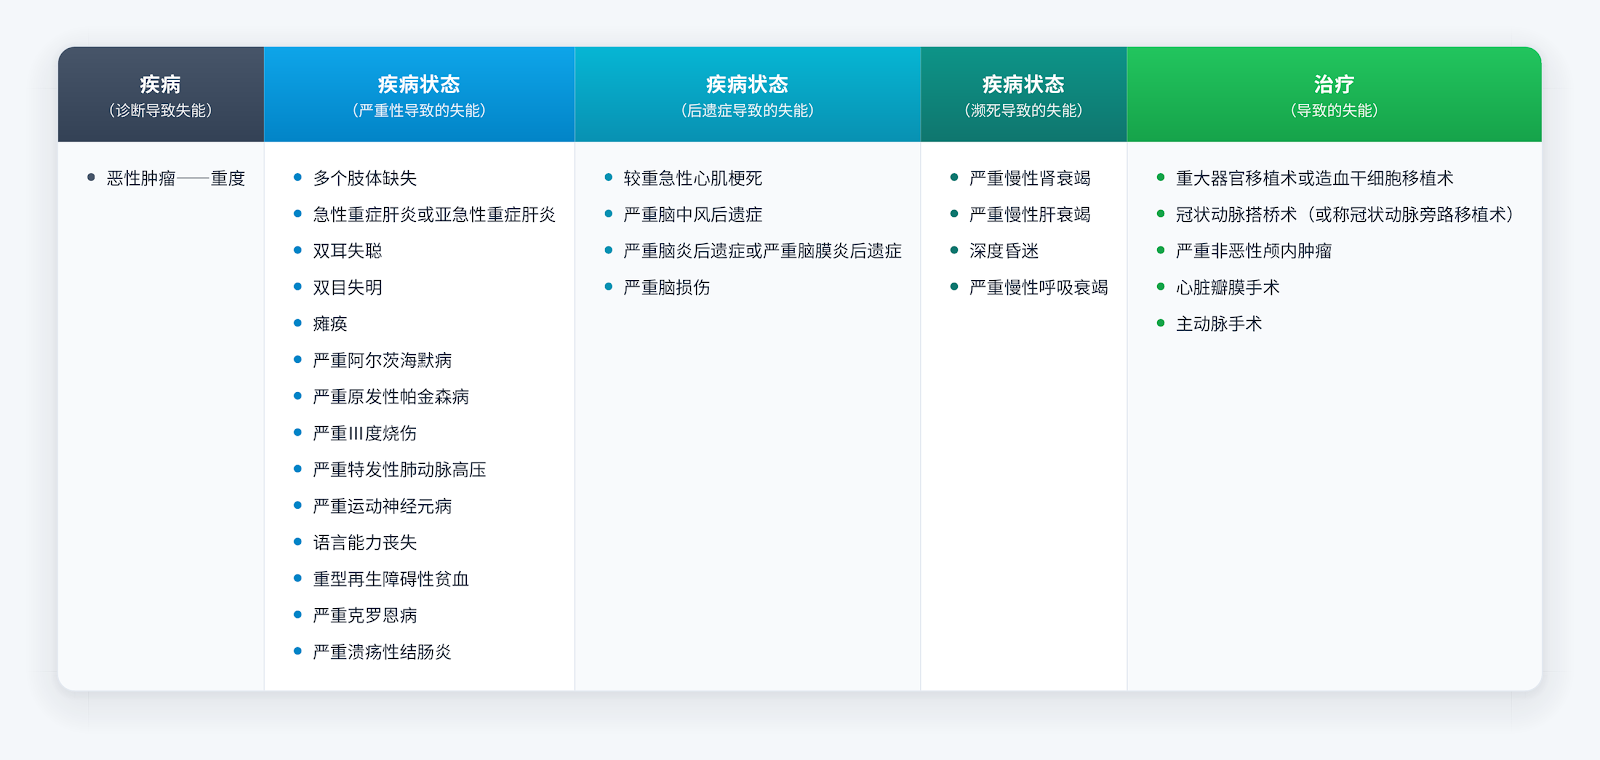 疾病
（诊断导致失能）
疾病状态
（严重性导致的失能）
疾病状态
（后遗症导致的失能）
疾病状态
（濒死导致的失能）
治疗
（导致的失能）
恶性肿瘤——重度
多个肢体缺失
急性重症肝炎或亚急性重症肝炎
双耳失聪
双目失明
瘫痪
严重阿尔茨海默病
严重原发性帕金森病
严重III度烧伤
严重特发性肺动脉高压
严重运动神经元病
语言能力丧失
重型再生障碍性贫血
严重克罗恩病
严重溃疡性结肠炎
较重急性心肌梗死
严重脑中风后遗症
严重脑炎后遗症或严重脑膜炎后遗症
严重脑损伤
严重慢性肾衰竭
严重慢性肝衰竭
深度昏迷
严重慢性呼吸衰竭
重大器官移植术或造血干细胞移植术
冠状动脉搭桥术（或称冠状动脉旁路移植术）
严重非恶性颅内肿瘤
心脏瓣膜手术
主动脉手术